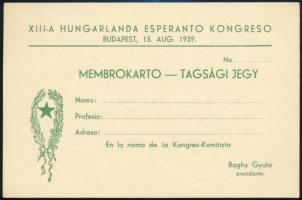 XIII-A HUNGARLANDA ESPERANTO KONGRESO
BUDAPEST, 15. AUG. 1939.
No.
MEMBROKARTO — TAGSÁGI JEGY
Nomo:
Profesio:
Adreso:
En la nomo de la Kongres-Komitato
Baghy Gyula
prezidanto.